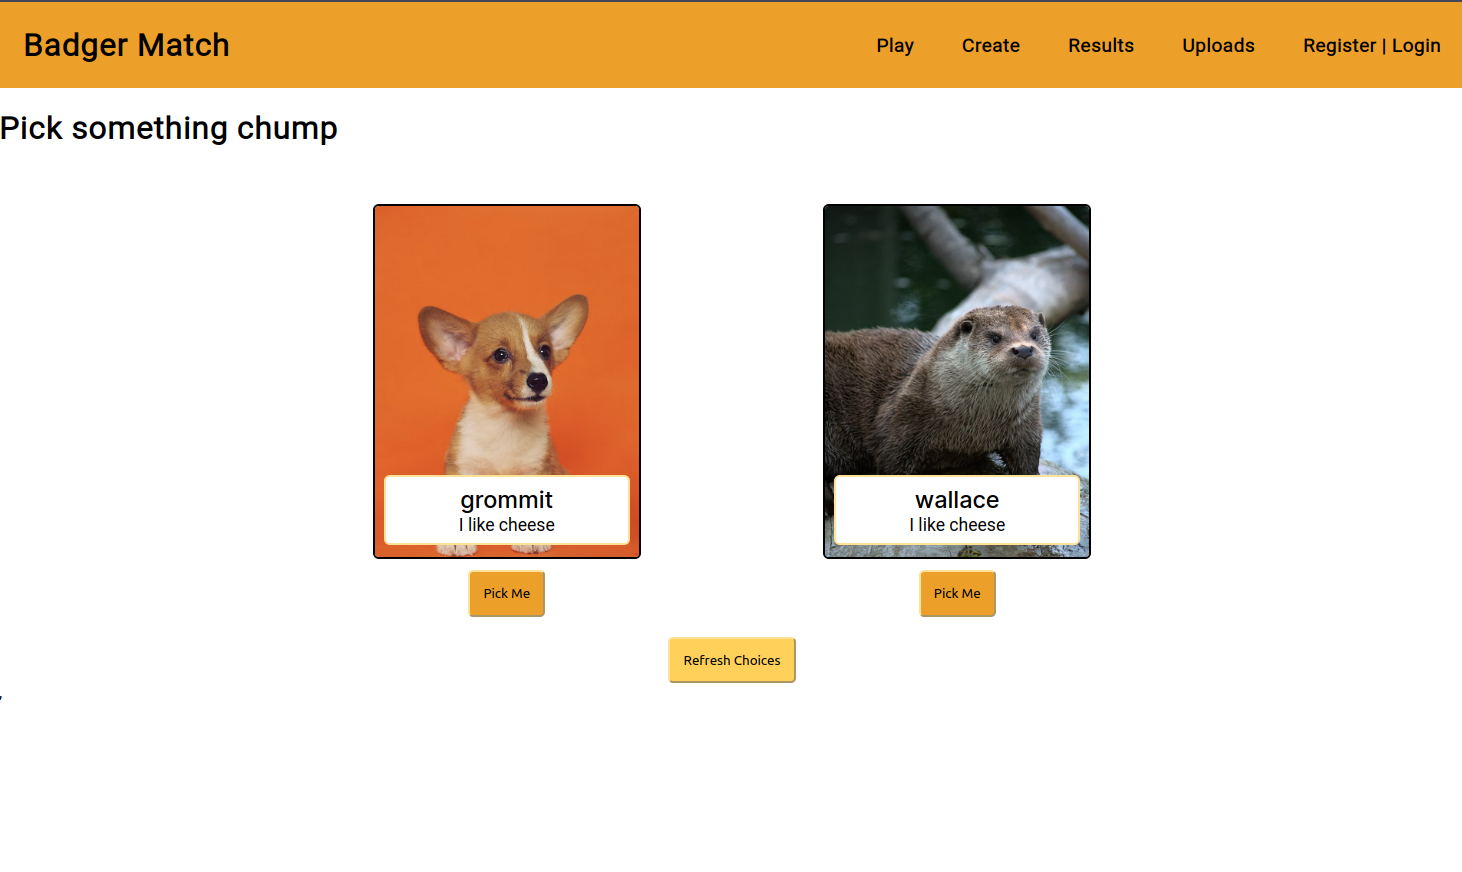 Badger Match
Play Create Results Uploads Register | Login
Pick something chump
grommit
I like cheese
wallace
I like cheese
Pick Me
Pick Me
Refresh Choices